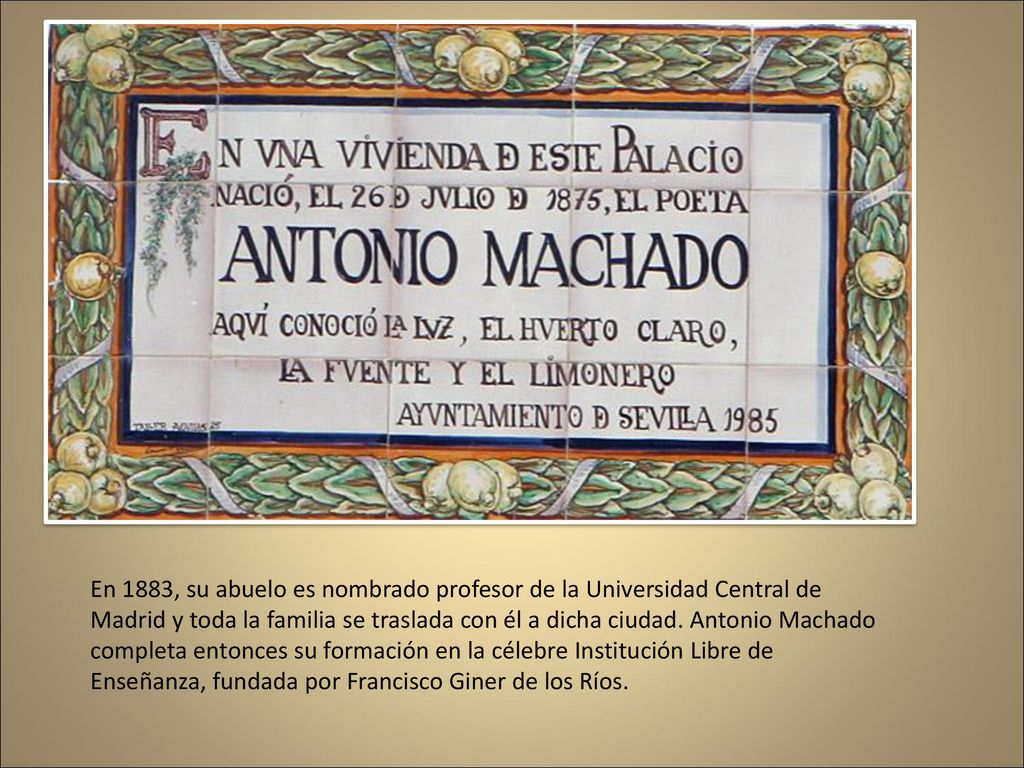 EN VNA VIVIENDA D ESTE PALACIO
NACIÓ, EL 26 D JVLIO D 1875, EL POETA
ANTONIO MACHADO
AQVÍ CONOCIÓ LA LVZ, EL HVERTO CLARO,
LA FVENTE Y EL LIMONERO
AYVNTAMIENTO D SEVILLA 1985
TALLER
En 1883, su abuelo es nombrado profesor de la Universidad Central de
Madrid y toda la familia se traslada con él a dicha ciudad. Antonio Machado
completa entonces su formación en la célebre Institución Libre de
Enseñanza, fundada por Francisco Giner de los Ríos.